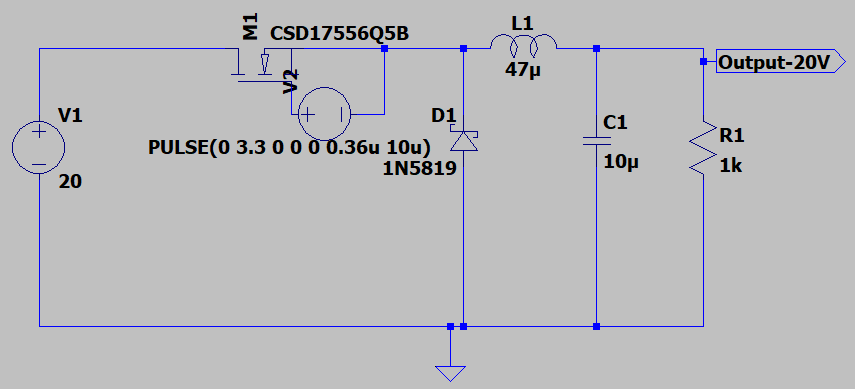 M1
CSD17556Q5B
L1
47µ
Output-20V
V2
V1
20
PULSE(0 3.3 0 0 0 0.36u 10u)
D1
1N5819
C1
10µ
R1
1k